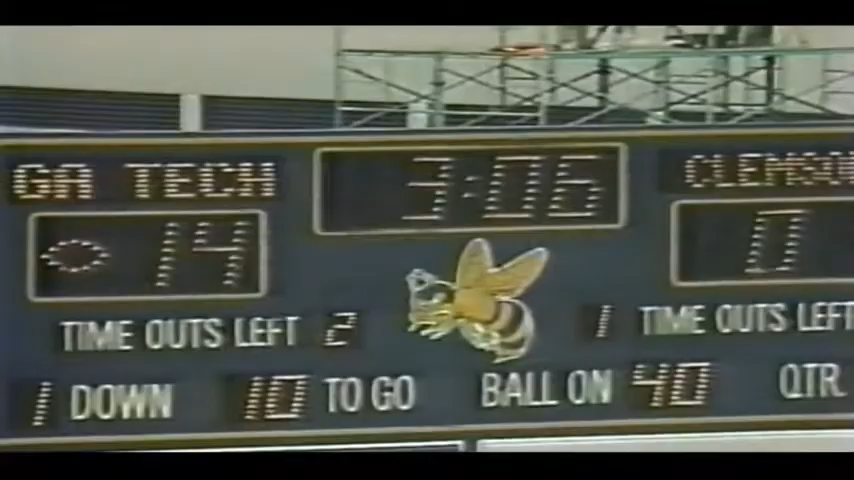 GA TECH 3:06 CLEMSON
14 0
TIME OUTS LEFT 2 1 TIME OUTS LEFT
1 DOWN 10 TO GO BALL ON 40 QTR